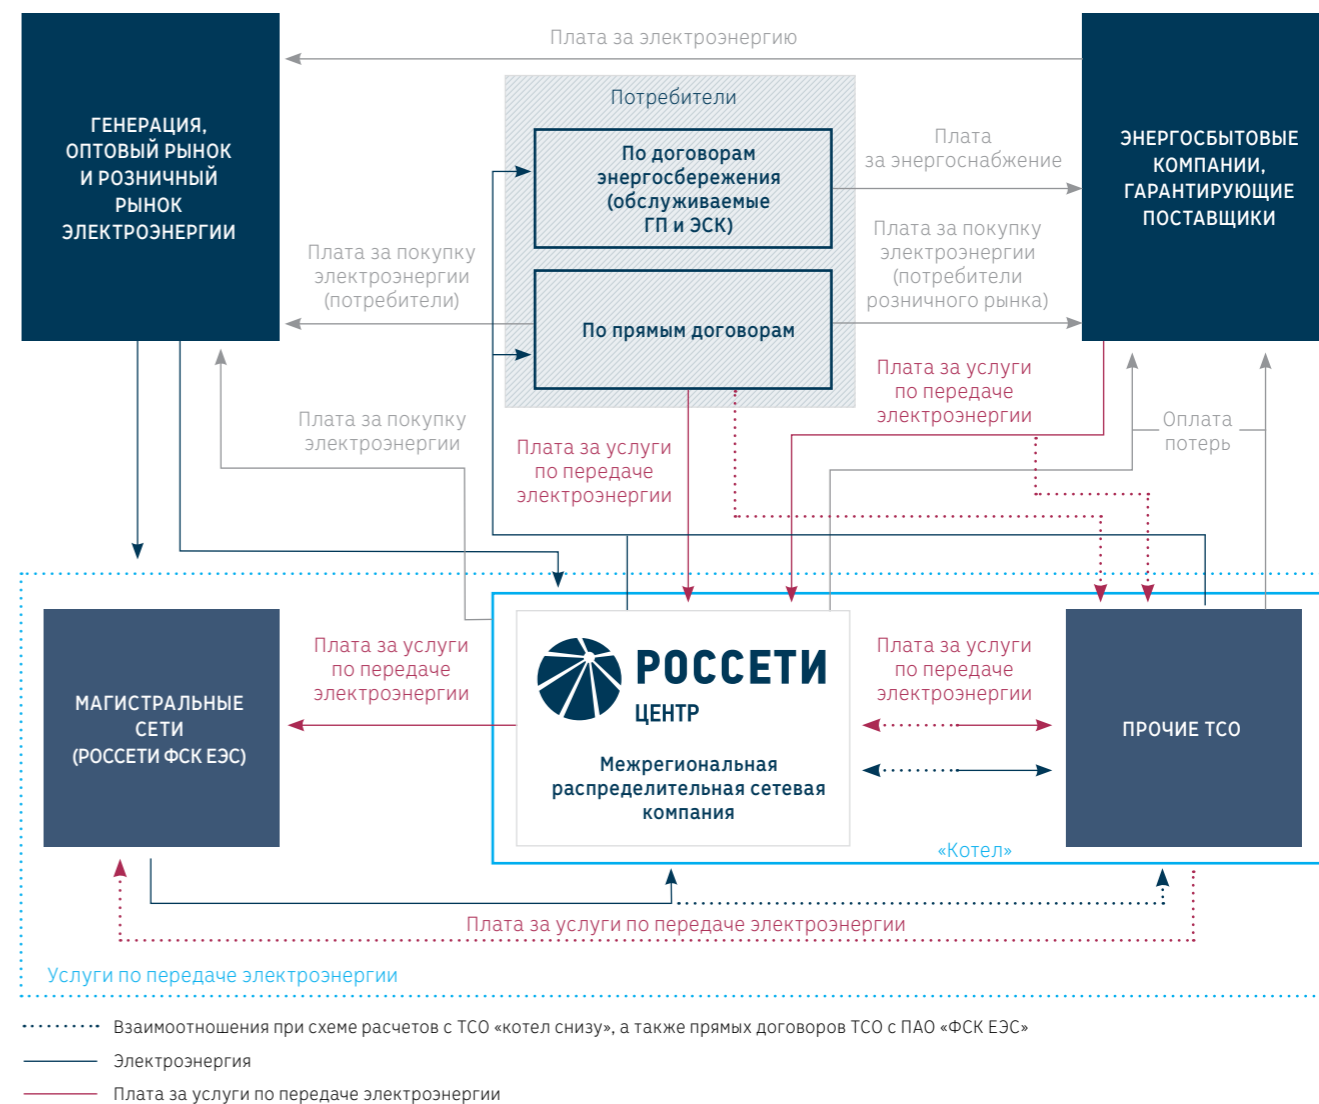 Плата за электроэнергию
ГЕНЕРАЦИЯ,
ОПТОВЫЙ РЫНОК
И РОЗНИЧНЫЙ
РЫНОК
ЭЛЕКТРОЭНЕРГИИ
Потребители
По договорам
энергосбережения
(обслуживаемые
ГП и ЭСК)
По прямым договорам
Плата
за энергоснабжение
ЭНЕРГОСБЫТОВЫЕ
КОМПАНИИ,
ГАРАНТИРУЮЩИЕ
ПОСТАВЩИКИ
Плата за покупку
электроэнергии
(потребители)
Плата за покупку
электроэнергии
(потребители
розничного рынка)
Плата за услуги
по передаче
электроэнергии
Плата за покупку
электроэнергии
Плата за услуги
по передаче
электроэнергии
Оплата
потерь
МАГИСТРАЛЬНЫЕ
СЕТИ
(РОССЕТИ ФСК ЕЭС)
Плата за услуги
по передаче
электроэнергии
РОССЕТИ
ЦЕНТР
Межрегиональная
распределительная сетевая
компания
Плата за услуги
по передаче
электроэнергии
ПРОЧИЕ ТСО
«Котел»
Плата за услуги по передаче электроэнергии
Услуги по передаче электроэнергии
Взаимоотношения при схеме расчетов с ТСО «котел снизу», а также прямых договоров ТСО с ПАО «ФСК ЕЭС»
Электроэнергия
Плата за услуги по передаче электроэнергии